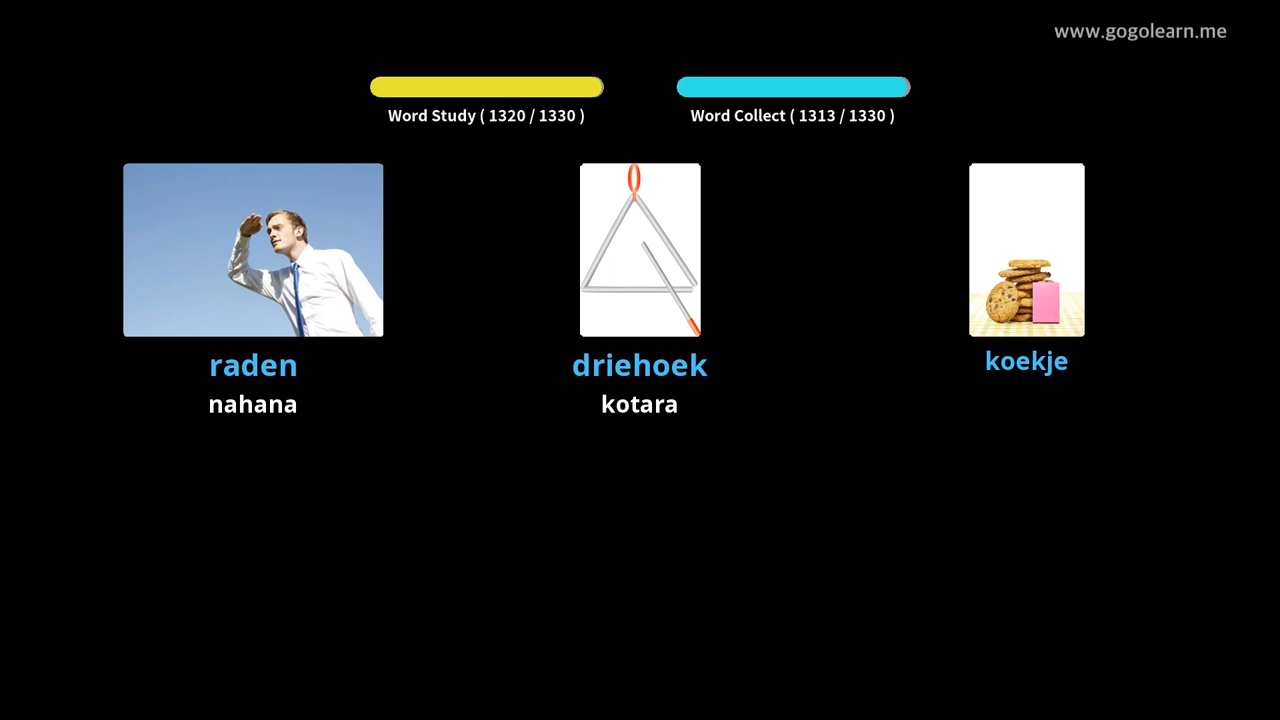 www.gogolearn.me
Word Study ( 1320 / 1330 )
Word Collect ( 1313 / 1330 )
raden
nahana
driehoek
kotara
koekje